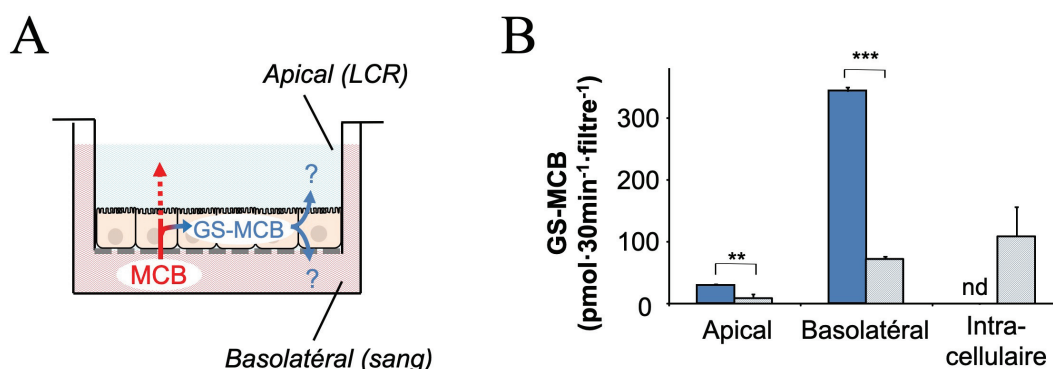 A
Apical (LCR)
?
GS-MCB
MCB
?
Basolatéral (sang)
B
GS-MCB
(pmol·30min-1·filtre-1)
300
200
100
0
**
***
nd
Apical
Basolatéral
Intra-
cellulaire